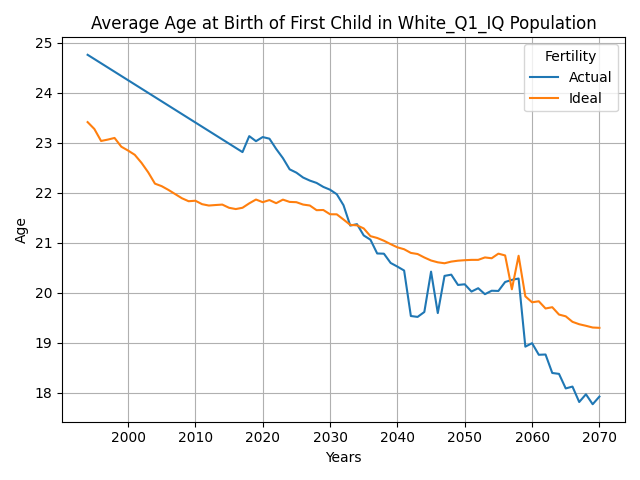 Average Age at Birth of First Child in White_Q1_IQ Population
Fertility
Actual
Ideal
Age
25
24
23
22
21
20
19
18
2000
2010
2020
2030
2040
2050
2060
2070
Years